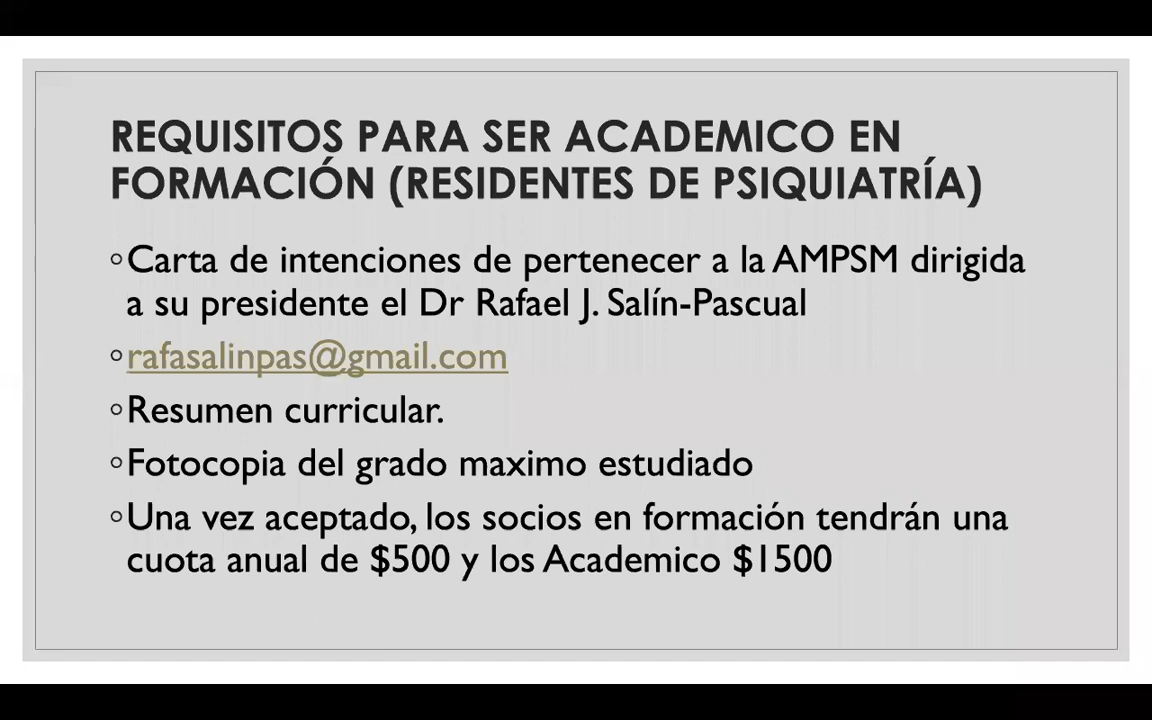 REQUISITOS PARA SER ACADEMICO EN
FORMACIÓN (RESIDENTES DE PSIQUIATRÍA)
◦Carta de intenciones de pertenecer a la AMPSM dirigida
a su presidente el Dr Rafael J. Salín-Pascual
◦rafasalinpas@gmail.com
◦Resumen curricular.
◦Fotocopia del grado maximo estudiado
◦Una vez aceptado, los socios en formación tendrán una
cuota anual de $500 y los Academico $1500